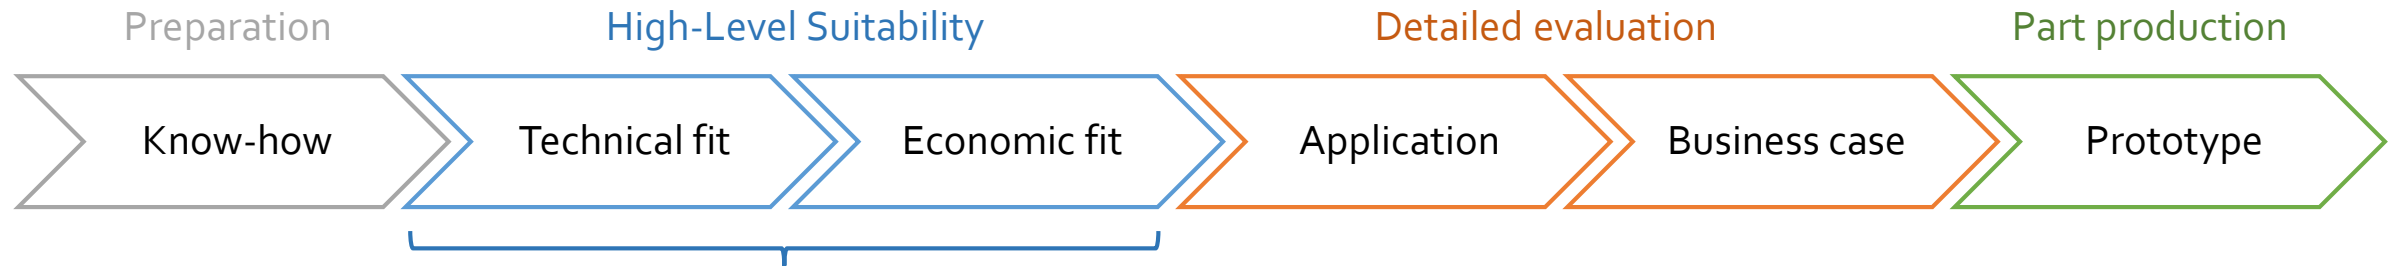 Preparation
High-Level Suitability
Detailed evaluation
Part production
Know-how
Technical fit
Economic fit
Application
Business case
Prototype